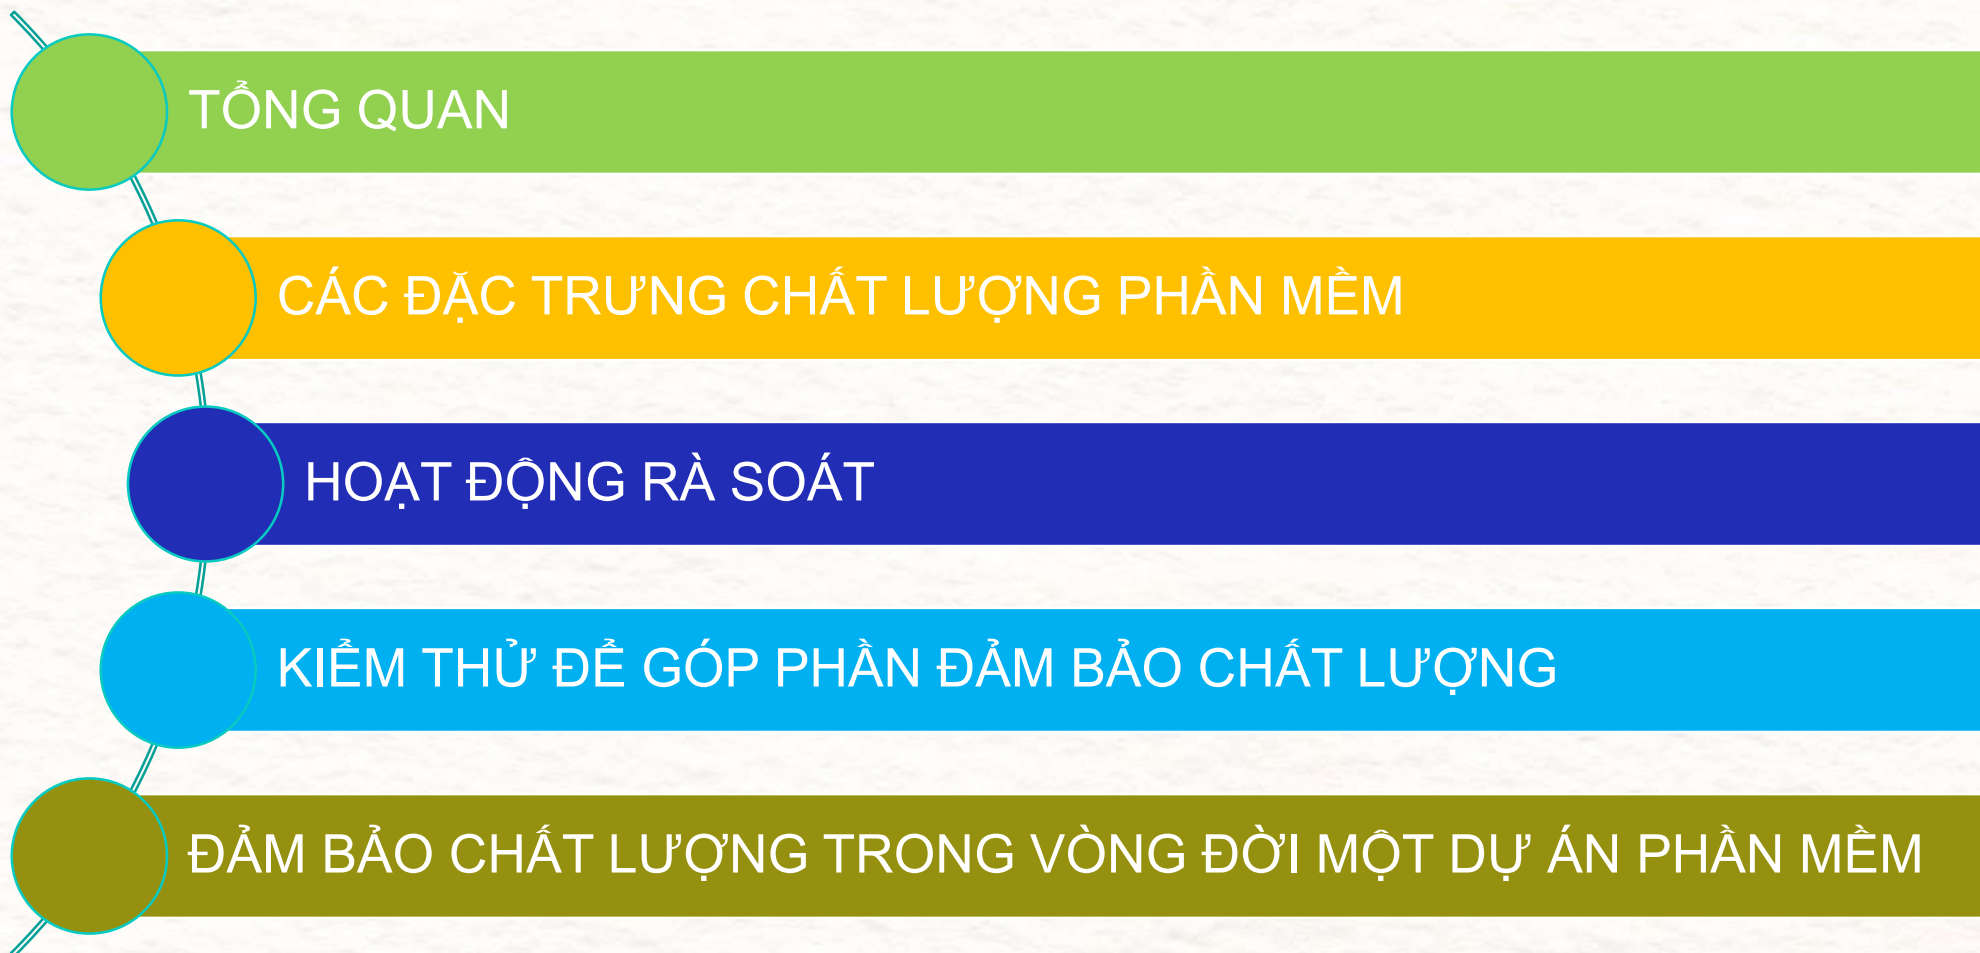 TỔNG QUAN
CÁC ĐẶC TRƯNG CHẤT LƯỢNG PHẦN MỀM
HOẠT ĐỘNG RÀ SOÁT
KIỂM THỬ ĐỂ GÓP PHẦN ĐẢM BẢO CHẤT LƯỢNG
ĐẢM BẢO CHẤT LƯỢNG TRONG VÒNG ĐỜI MỘT DỰ ÁN PHẦN MỀM